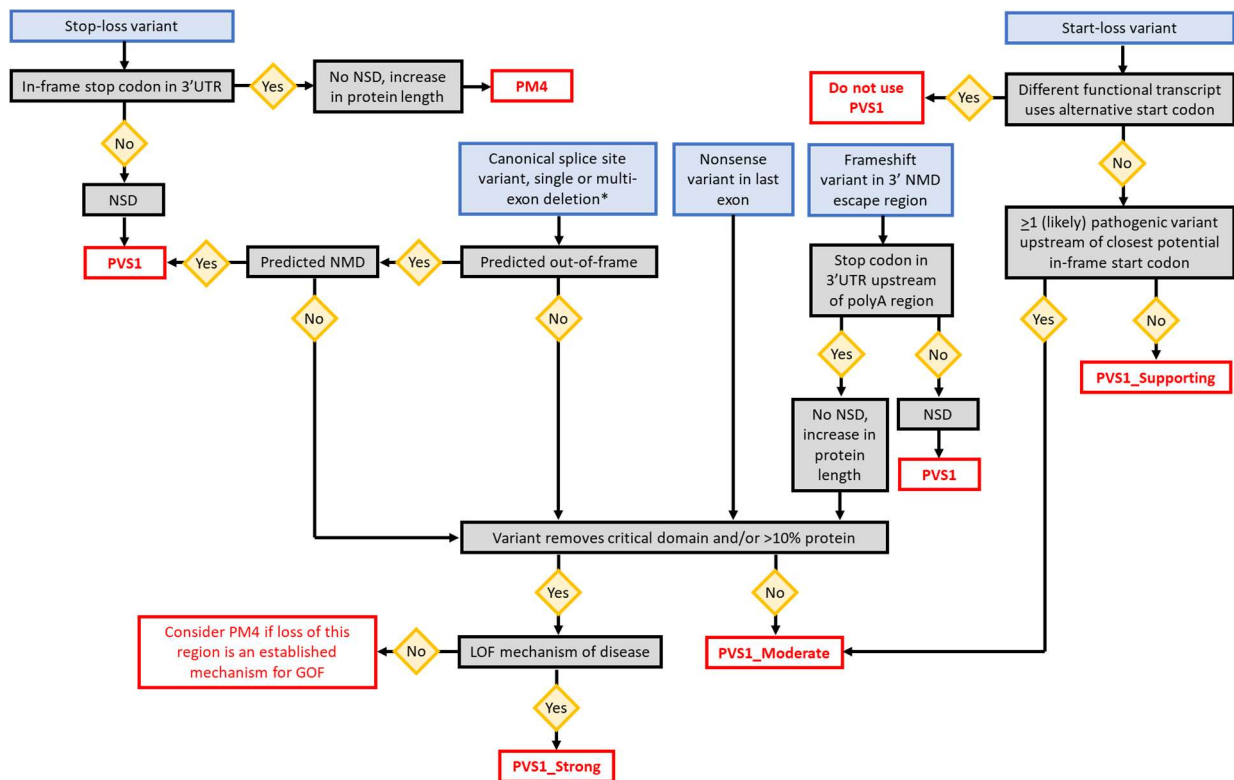 Stop-loss variant
Start-loss variant
In-frame stop codon in 3'UTR
Yes
No NSD, increase
in protein length
PM4
Do not use
PVS1
Yes
Different functional transcript
uses alternative start codon
No
No
NSD
PVS1
Canonical splice site
variant, single or multi-
exon deletion*
Nonsense
variant in last
exon
Frameshift
variant in 3' NMD
escape region
≥1 (likely) pathogenic variant
upstream of closest potential
in-frame start codon
Yes
Predicted NMD
Yes
Predicted out-of-frame
Stop codon in
3'UTR upstream
of polyA region
No
No
Yes
No
Yes
No
PVS1_Supporting
No NSD,
increase in
protein
length
NSD
PVS1
Variant removes critical domain and/or >10% protein
Yes
No
Consider PM4 if loss of this
region is an established
mechanism for GOF
No
LOF mechanism of disease
PVS1_Moderate
Yes
PVS1_Strong